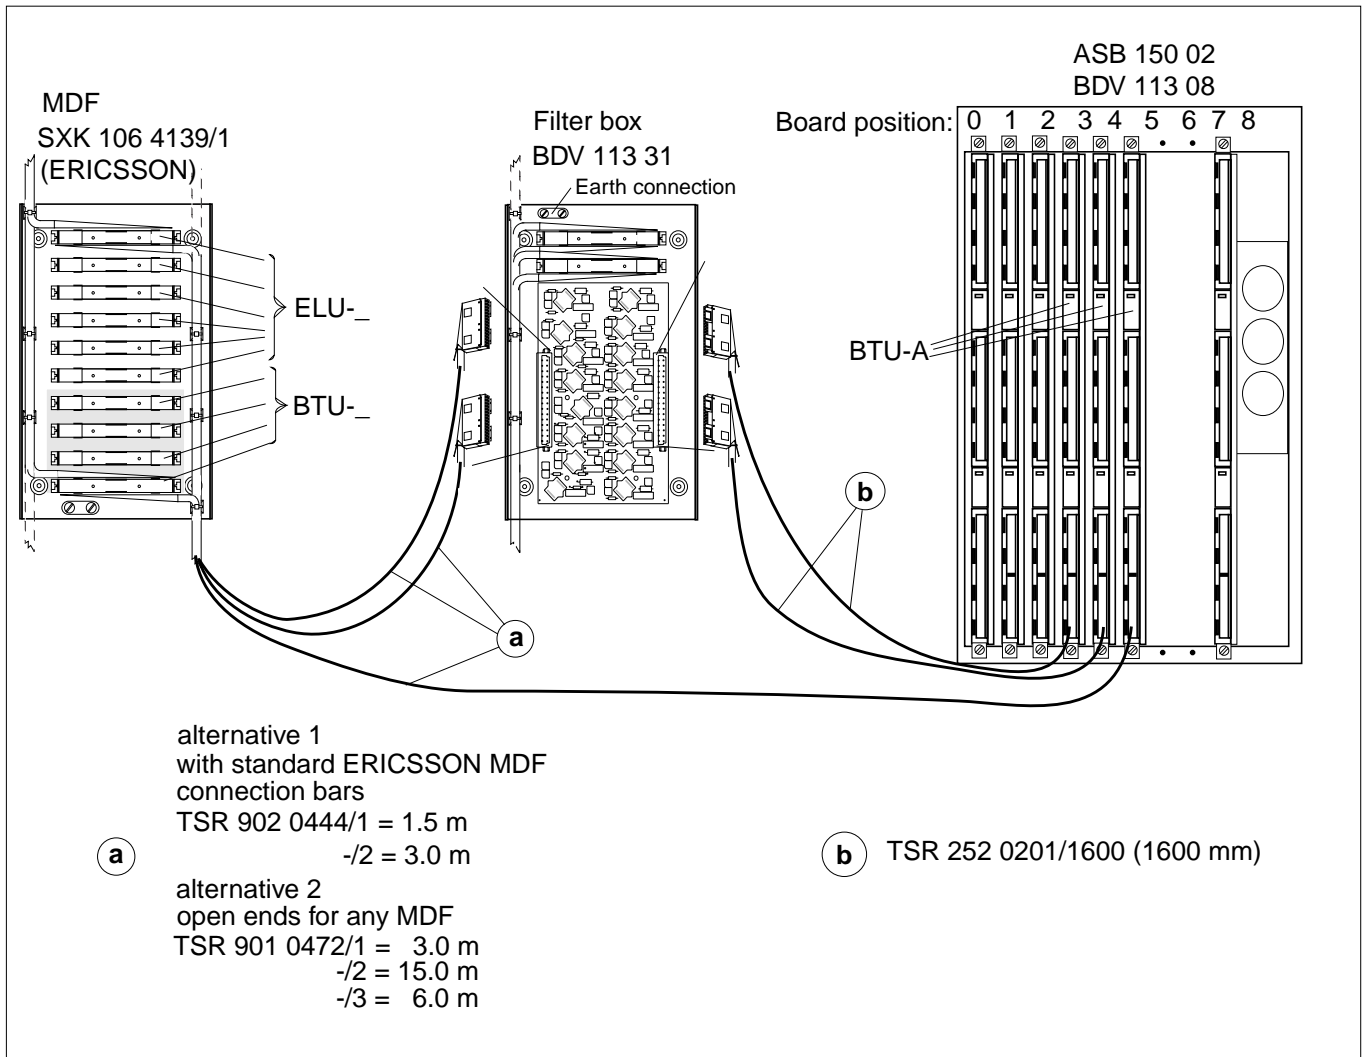 ASB 150 02
BDV 113 08
MDF
SXK 106 4139/1
(ERICSSON)
Filter box
BDV 113 31
Earth connection
Board position: 0 1 2 3 4 5 6 7 8
ELU-_
BTU-_
BTU-A
b
a
alternative 1
with standard ERICSSON MDF
connection bars
TSR 902 0444/1 = 1.5 m
-/2 = 3.0 m
a
alternative 2
open ends for any MDF
TSR 901 0472/1 = 3.0 m
-/2 = 15.0 m
-/3 = 6.0 m
b TSR 252 0201/1600 (1600 mm)